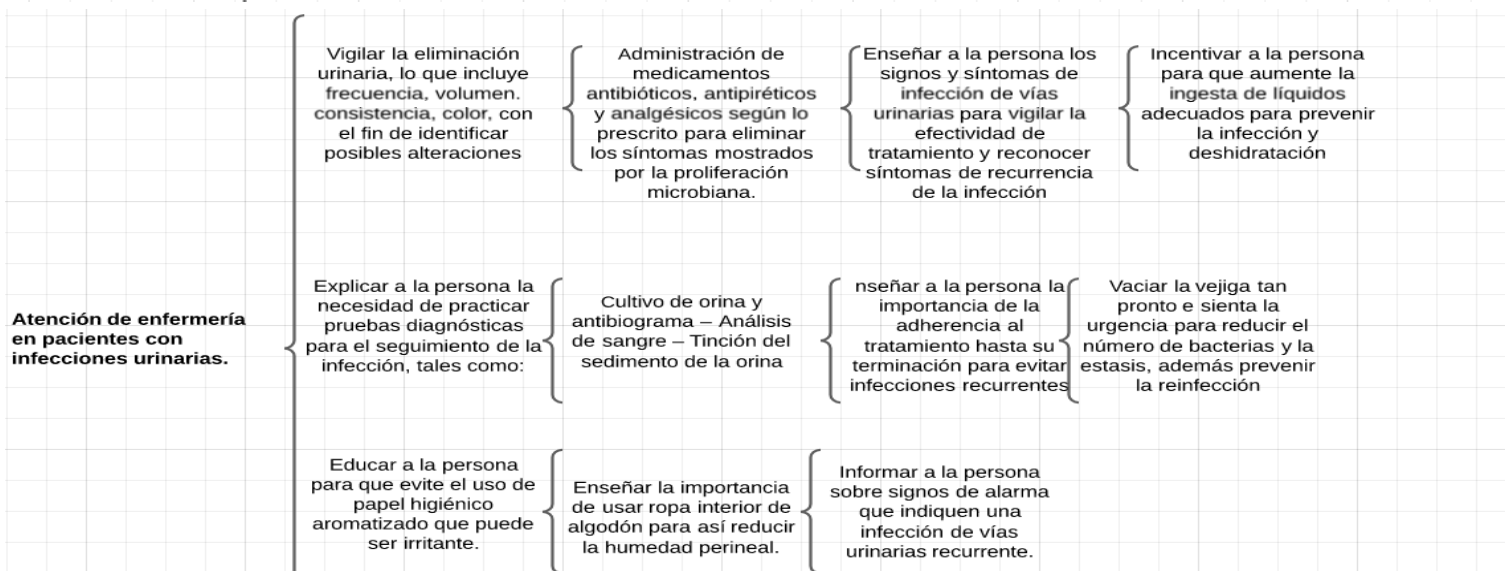 Vigilar la eliminación
urinaria, lo que incluye
frecuencia, volumen.
consistencia, color, con
el fin de identificar
posibles alteraciones
Administración de
medicamentos
antibióticos, antipiréticos
y analgésicos según lo
prescrito para eliminar
los síntomas mostrados
por la proliferación
microbiana.
Enseñar a la persona los
signos y síntomas de
infección de vías
urinarias para vigilar la
efectividad de
tratamiento y reconocer
síntomas de recurrencia
de la infección
Incentivar a la persona
para que aumente la
ingesta de líquidos
adecuados para prevenir
la infección y
deshidratación
Atención de enfermería
en pacientes con
infecciones urinarias.
Explicar a la persona la
necesidad de practicar
pruebas diagnósticas
para el seguimiento de la
infección, tales como:
Cultivo de orina y
antibiograma – Análisis
de sangre – Tinción del
sedimento de la orina
nseñar a la persona la
importancia de la
adherencia al
tratamiento hasta su
terminación para evitar
infecciones recurrentes
Vaciar la vejiga tan
pronto e sienta la
urgencia para reducir el
número de bacterias y la
estasis, además prevenir
la reinfección
Educar a la persona
para que evite el uso de
papel higiénico
aromatizado que puede
ser irritante.
Enseñar la importancia
de usar ropa interior de
algodón para así reducir
la humedad perineal.
Informar a la persona
sobre signos de alarma
que indiquen una
infección de vías
urinarias recurrente.